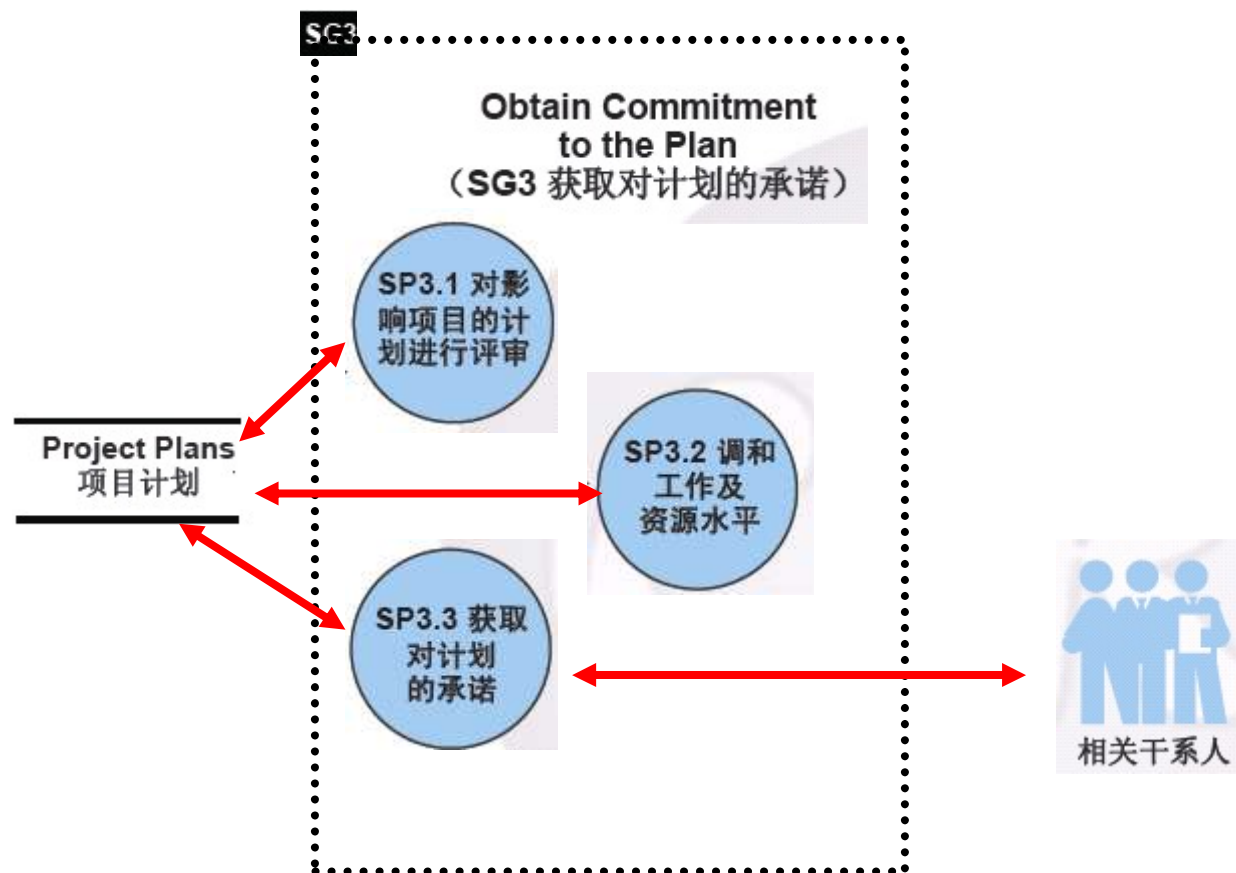 SG3
Obtain Commitment
to the Plan
（SG3 获取对计划的承诺）
SP3.1 对影
响项目的计
划进行评审
Project Plans
项目计划
SP3.2 调和
工作及
资源水平
SP3.3 获取
对计划
的承诺
相关干系人